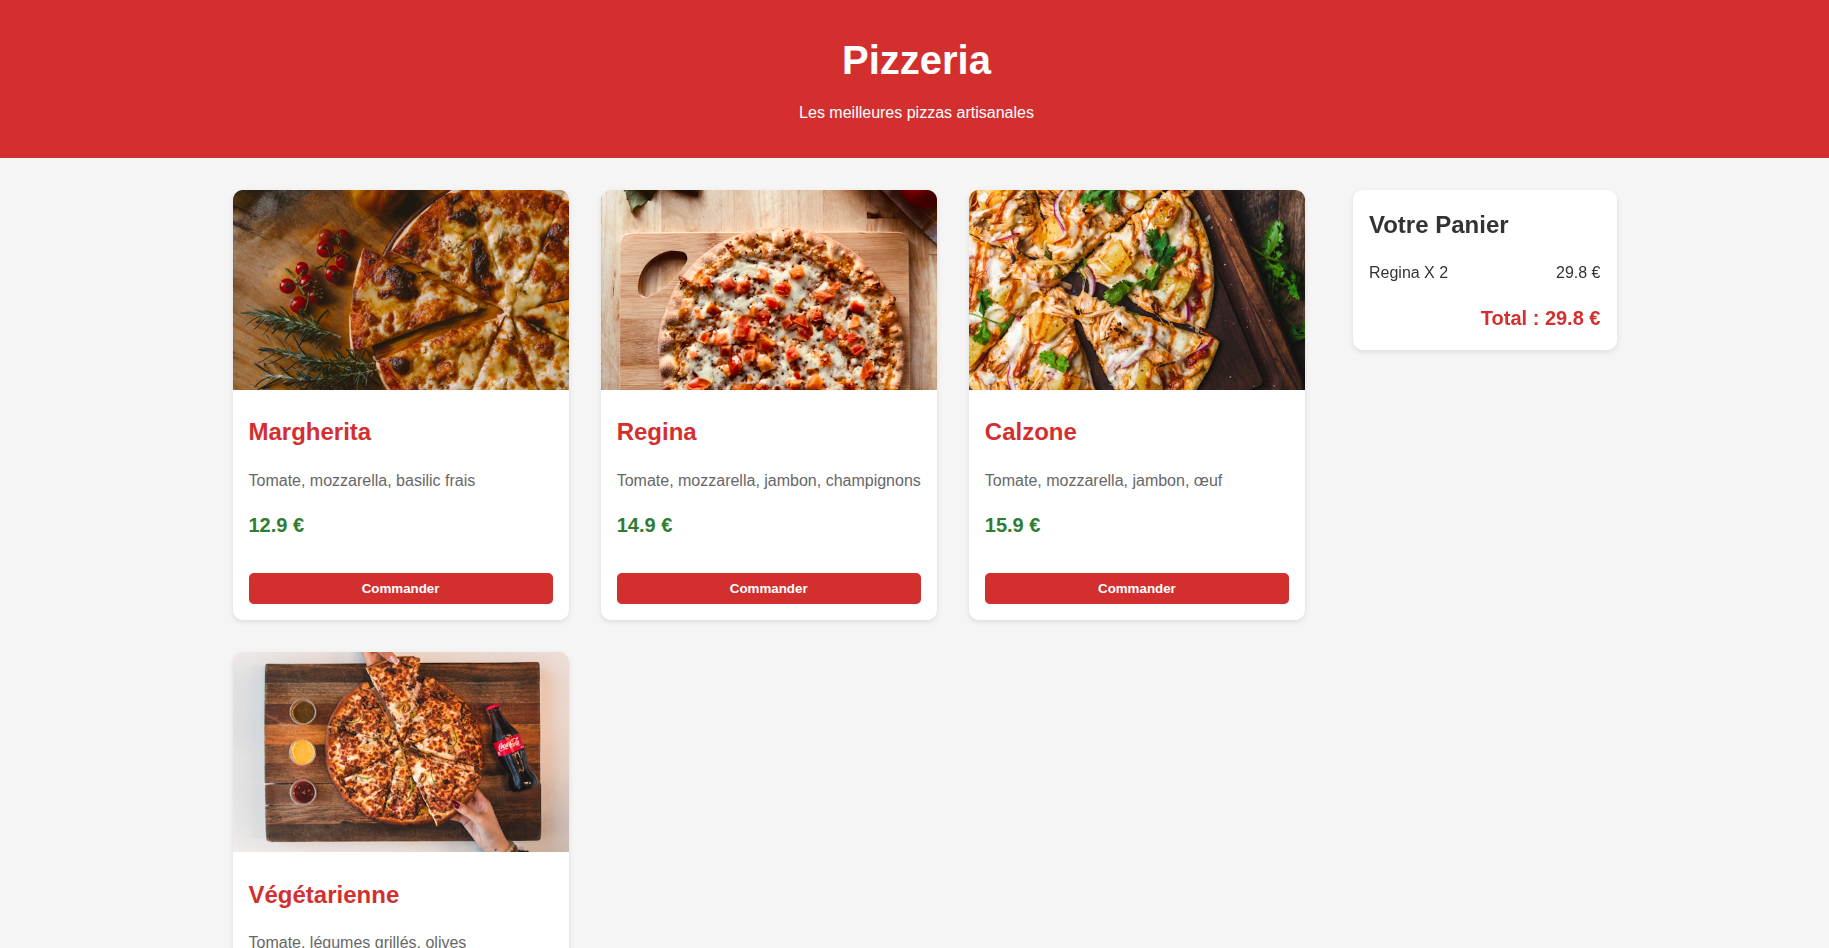 Pizzeria
Les meilleures pizzas artisanales
Margherita
Tomate, mozzarella, basilic frais
12.9 €
Commander
Regina
Tomate, mozzarella, jambon, champignons
14.9 €
Commander
Calzone
Tomate, mozzarella, jambon, œuf
15.9 €
Commander
Votre Panier
Regina X 2 29.8 €
Total : 29.8 €
Coca-Cola
Végétarienne
Tomate, légumes grillés, olives